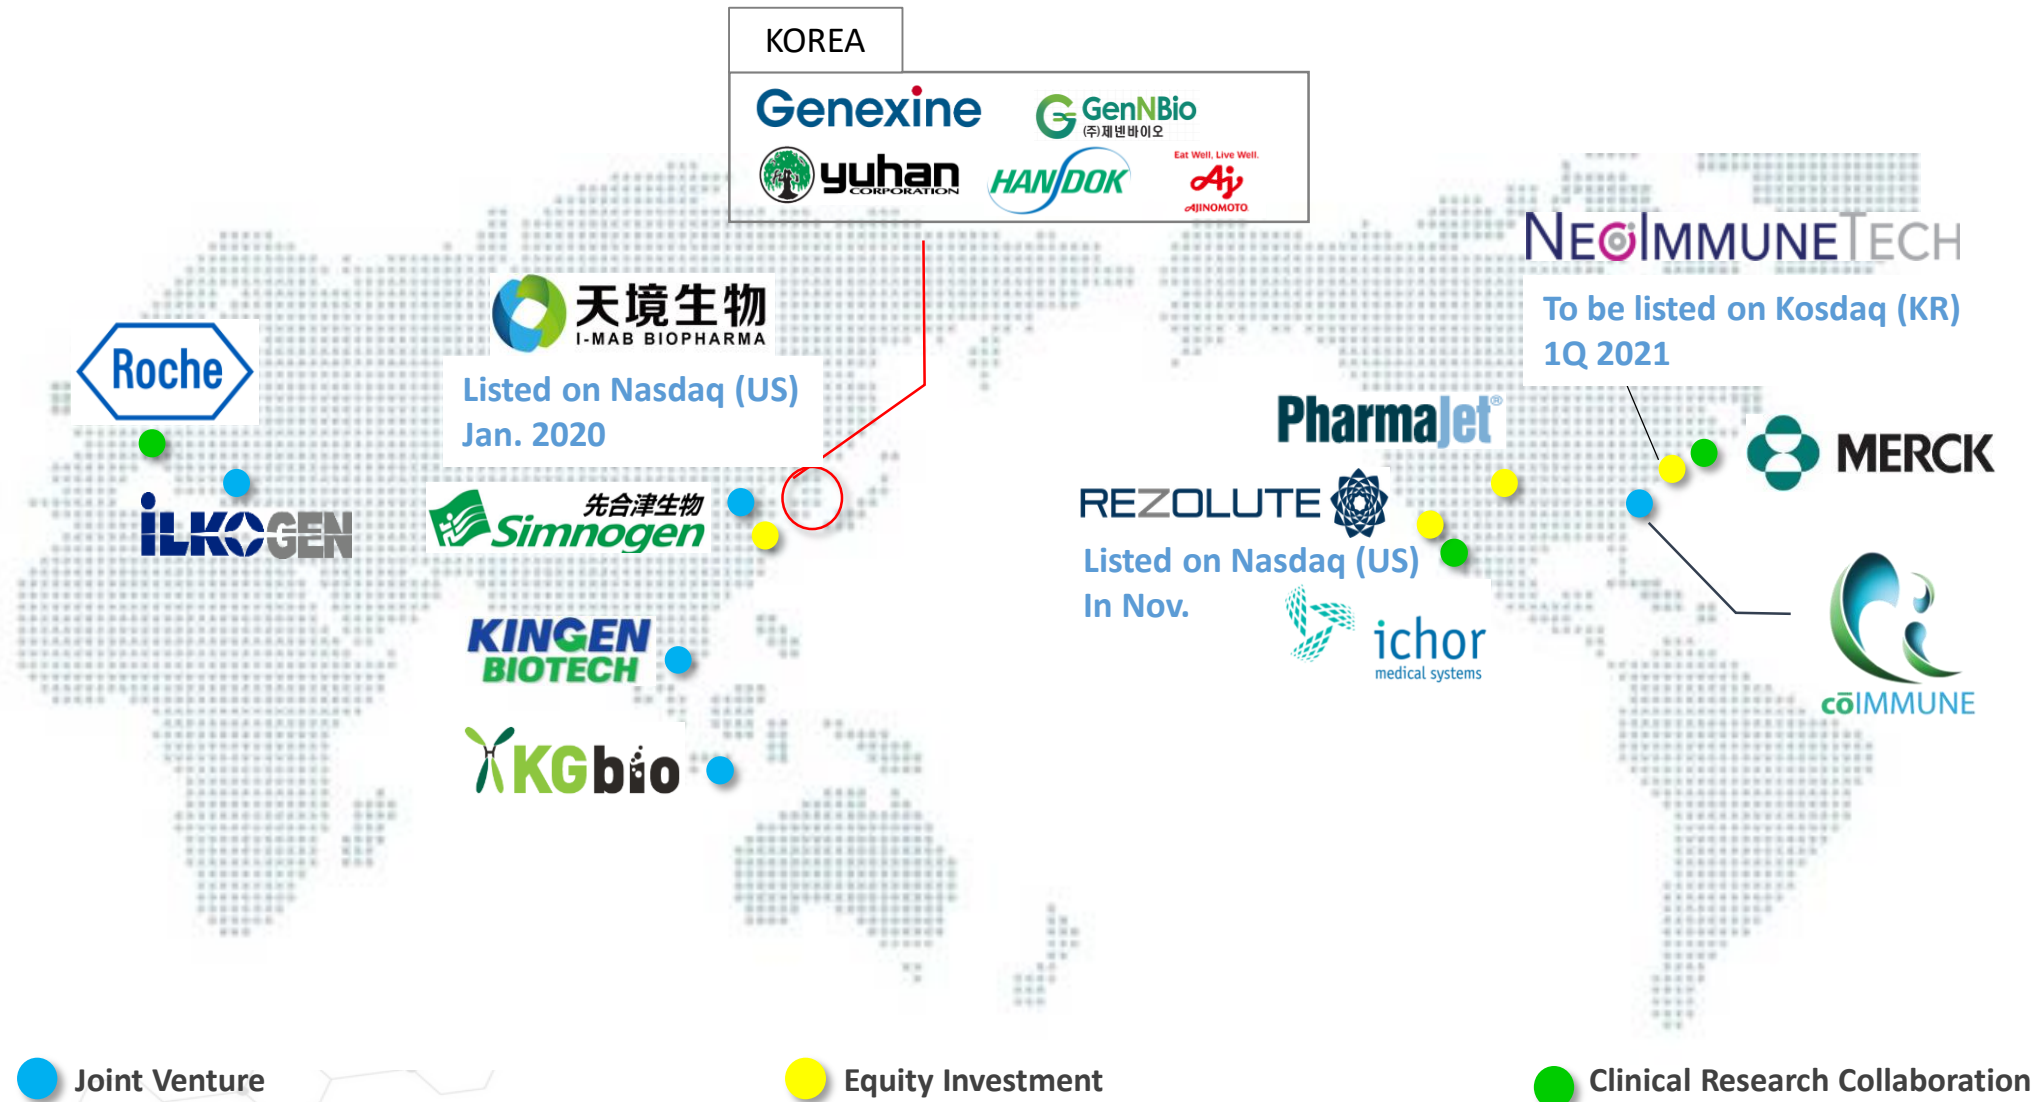 KOREA
Genexine
GenNBio
(주)제넨바이오
yuhan
CORPORATION
HANDOK
Eat Well, Live Well.
Aj
AJINOMOTO
NEOIMMUNETECH
To be listed on Kosdaq (KR)
1Q 2021
天境生物
I-MAB BIOPHARMA
Listed on Nasdaq (US)
Jan. 2020
Roche
iLKOGEN
先合津生物
Simnogen
KINGEN
BIOTECH
KGbio
PharmaJet®
REZOLUTE
Listed on Nasdaq (US)
In Nov.
ichor
medical systems
MERCK
cōIMMUNE
Joint Venture
Equity Investment
Clinical Research Collaboration